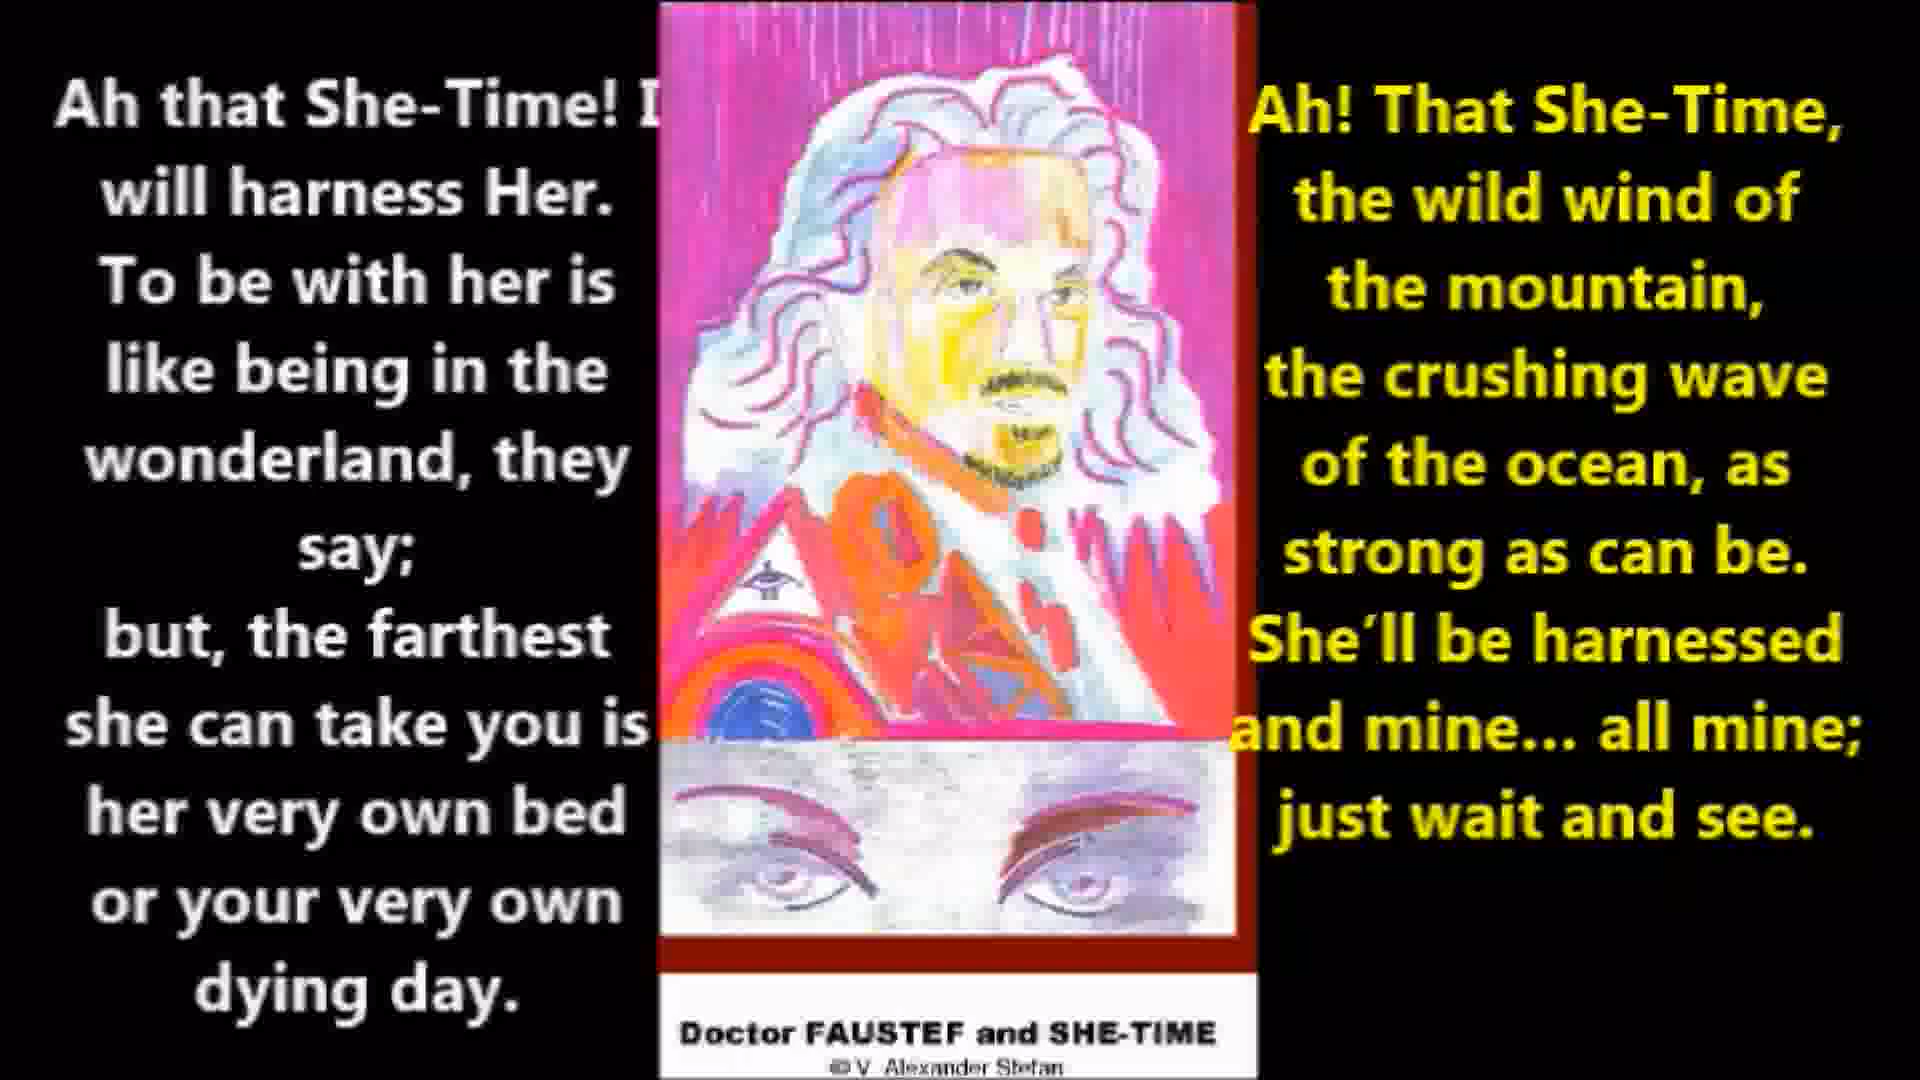 Ah that She-Time! I
will harness Her.
To be with her is
like being in the
wonderland, they
say;
but, the farthest
she can take you is
her very own bed
or your very own
dying day.
Ah! That She-Time,
the wild wind of
the mountain,
the crushing wave
of the ocean, as
strong as can be.
She´ll be harnessed
and mine... all mine;
just wait and see.
Doctor FAUSTEF and SHE-TIME
© V. Alexander Stefan